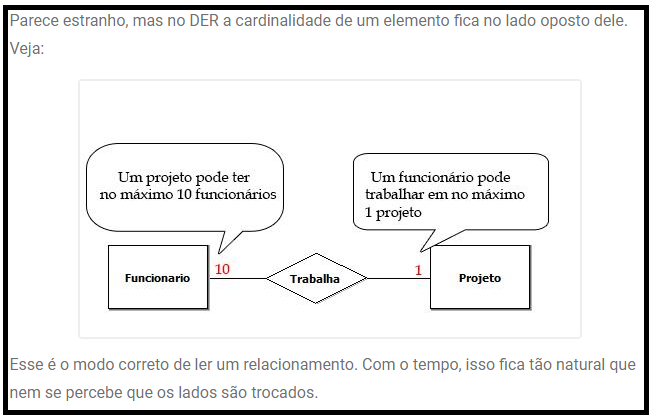 Parece estranho, mas no DER a cardinalidade de um elemento fica no lado oposto dele.
Veja:
Um projeto pode ter
no máximo 10 funcionários
Um funcionário pode
trabalhar em no máximo
1 projeto
Funcionario
10
Trabalha
1
Projeto
Esse é o modo correto de ler um relacionamento. Com o tempo, isso fica tão natural que
nem se percebe que os lados são trocados.